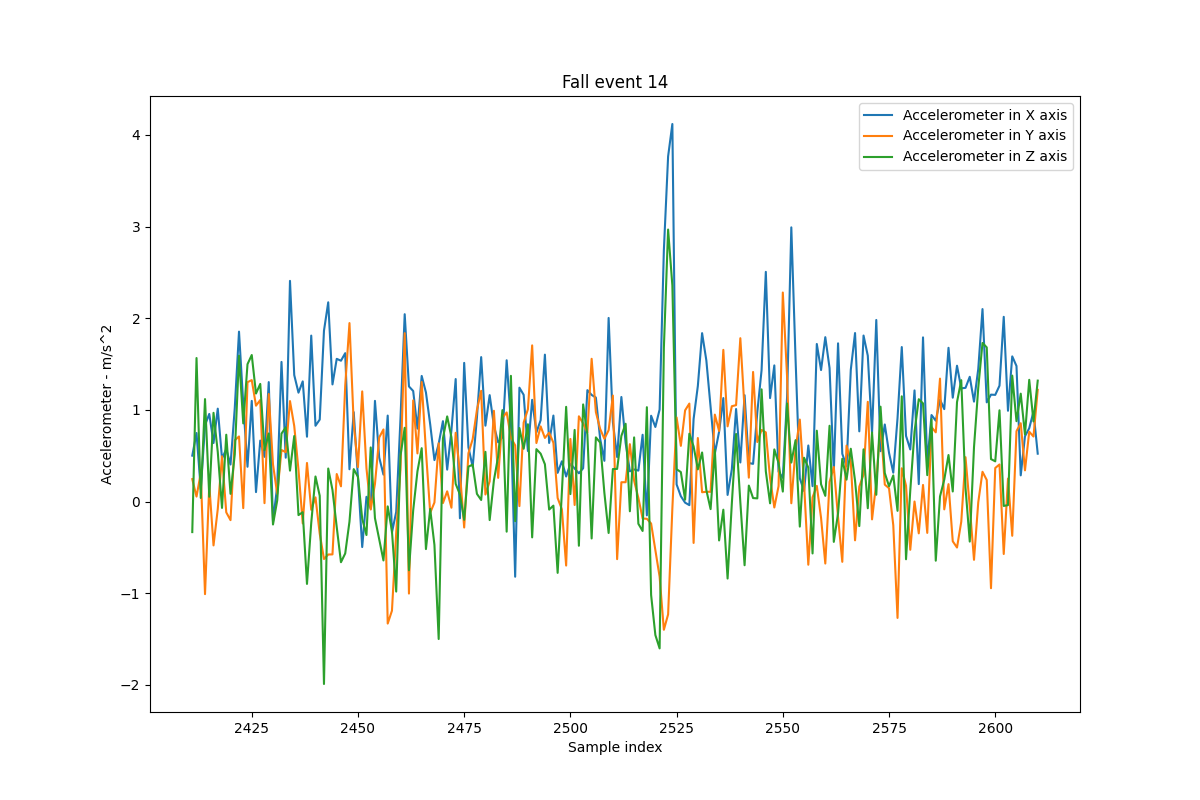 Fall event 14
Accelerometer in X axis
Accelerometer in Y axis
Accelerometer in Z axis
Accelerometer - m/s^2
4
3
2
1
0
−1
−2
2425 2450 2475 2500 2525 2550 2575 2600
Sample index